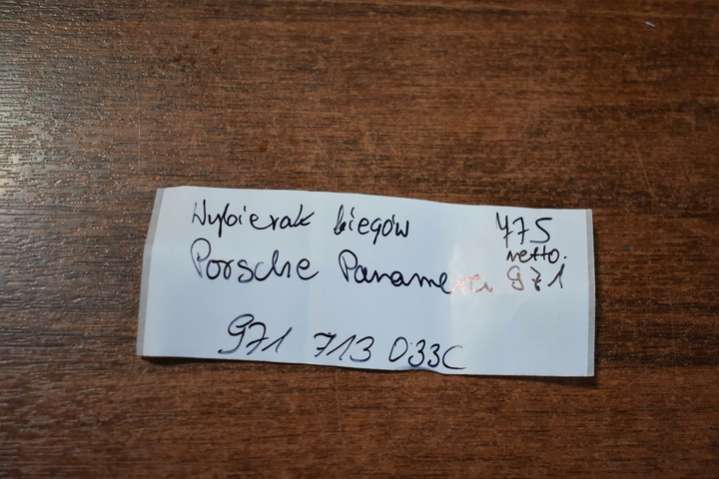 Wybierak biegów 475
netto.
Porsche Panamera 971
971 713 033C